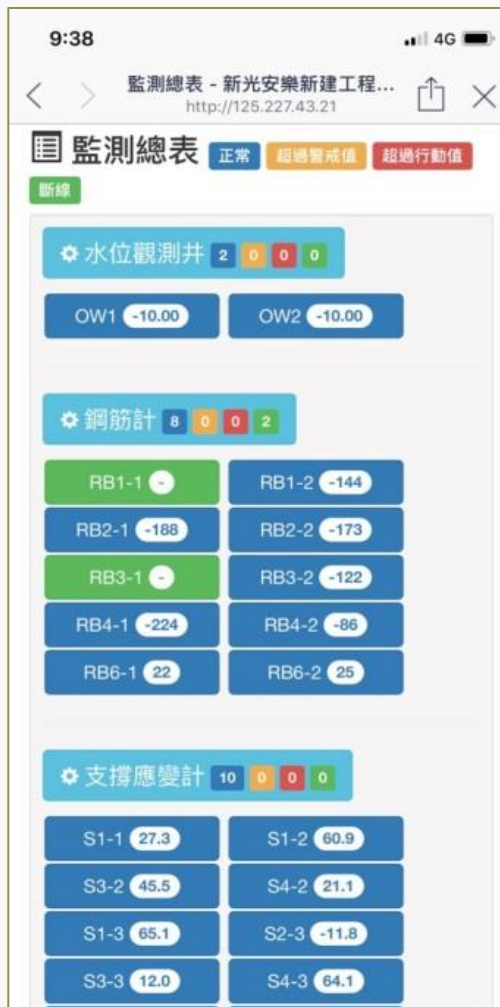 9:38 4G
監測總表 - 新光安樂新建工程...
http://125.227.43.21
監測總表 正常 超過警戒值 超過行動值
斷線
水位觀測井 2 0 0 0
OW1 -10.00 OW2 -10.00
鋼筋計 8 0 0 2
RB1-1 - RB1-2 -144
RB2-1 -188 RB2-2 -173
RB3-1 - RB3-2 -122
RB4-1 -224 RB4-2 -86
RB6-1 22 RB6-2 25
支撐應變計 10 0 0 0
S1-1 27.3 S1-2 60.9
S3-2 45.5 S4-2 21.1
S1-3 65.1 S2-3 -11.8
S3-3 12.0 S4-3 64.1